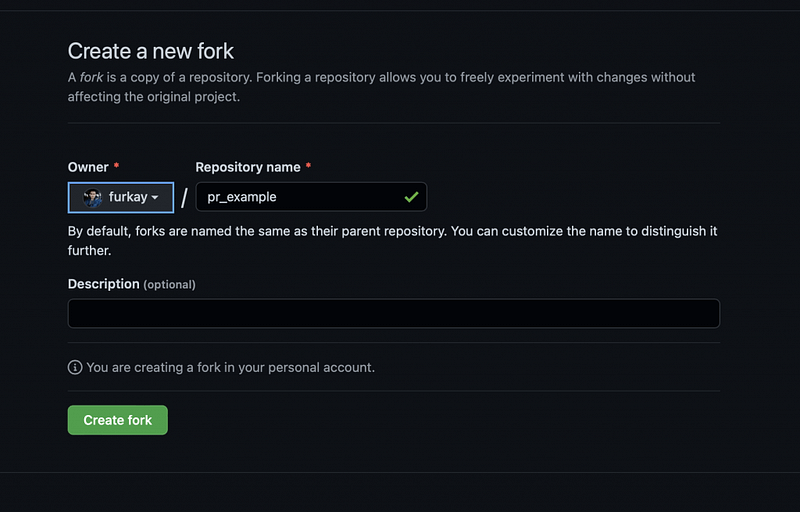 Create a new fork
A fork is a copy of a repository. Forking a repository allows you to freely experiment with changes without
affecting the original project.
Owner * Repository name *
furkay / pr_example
By default, forks are named the same as their parent repository. You can customize the name to distinguish it
further.
Description (optional)
You are creating a fork in your personal account.
Create fork